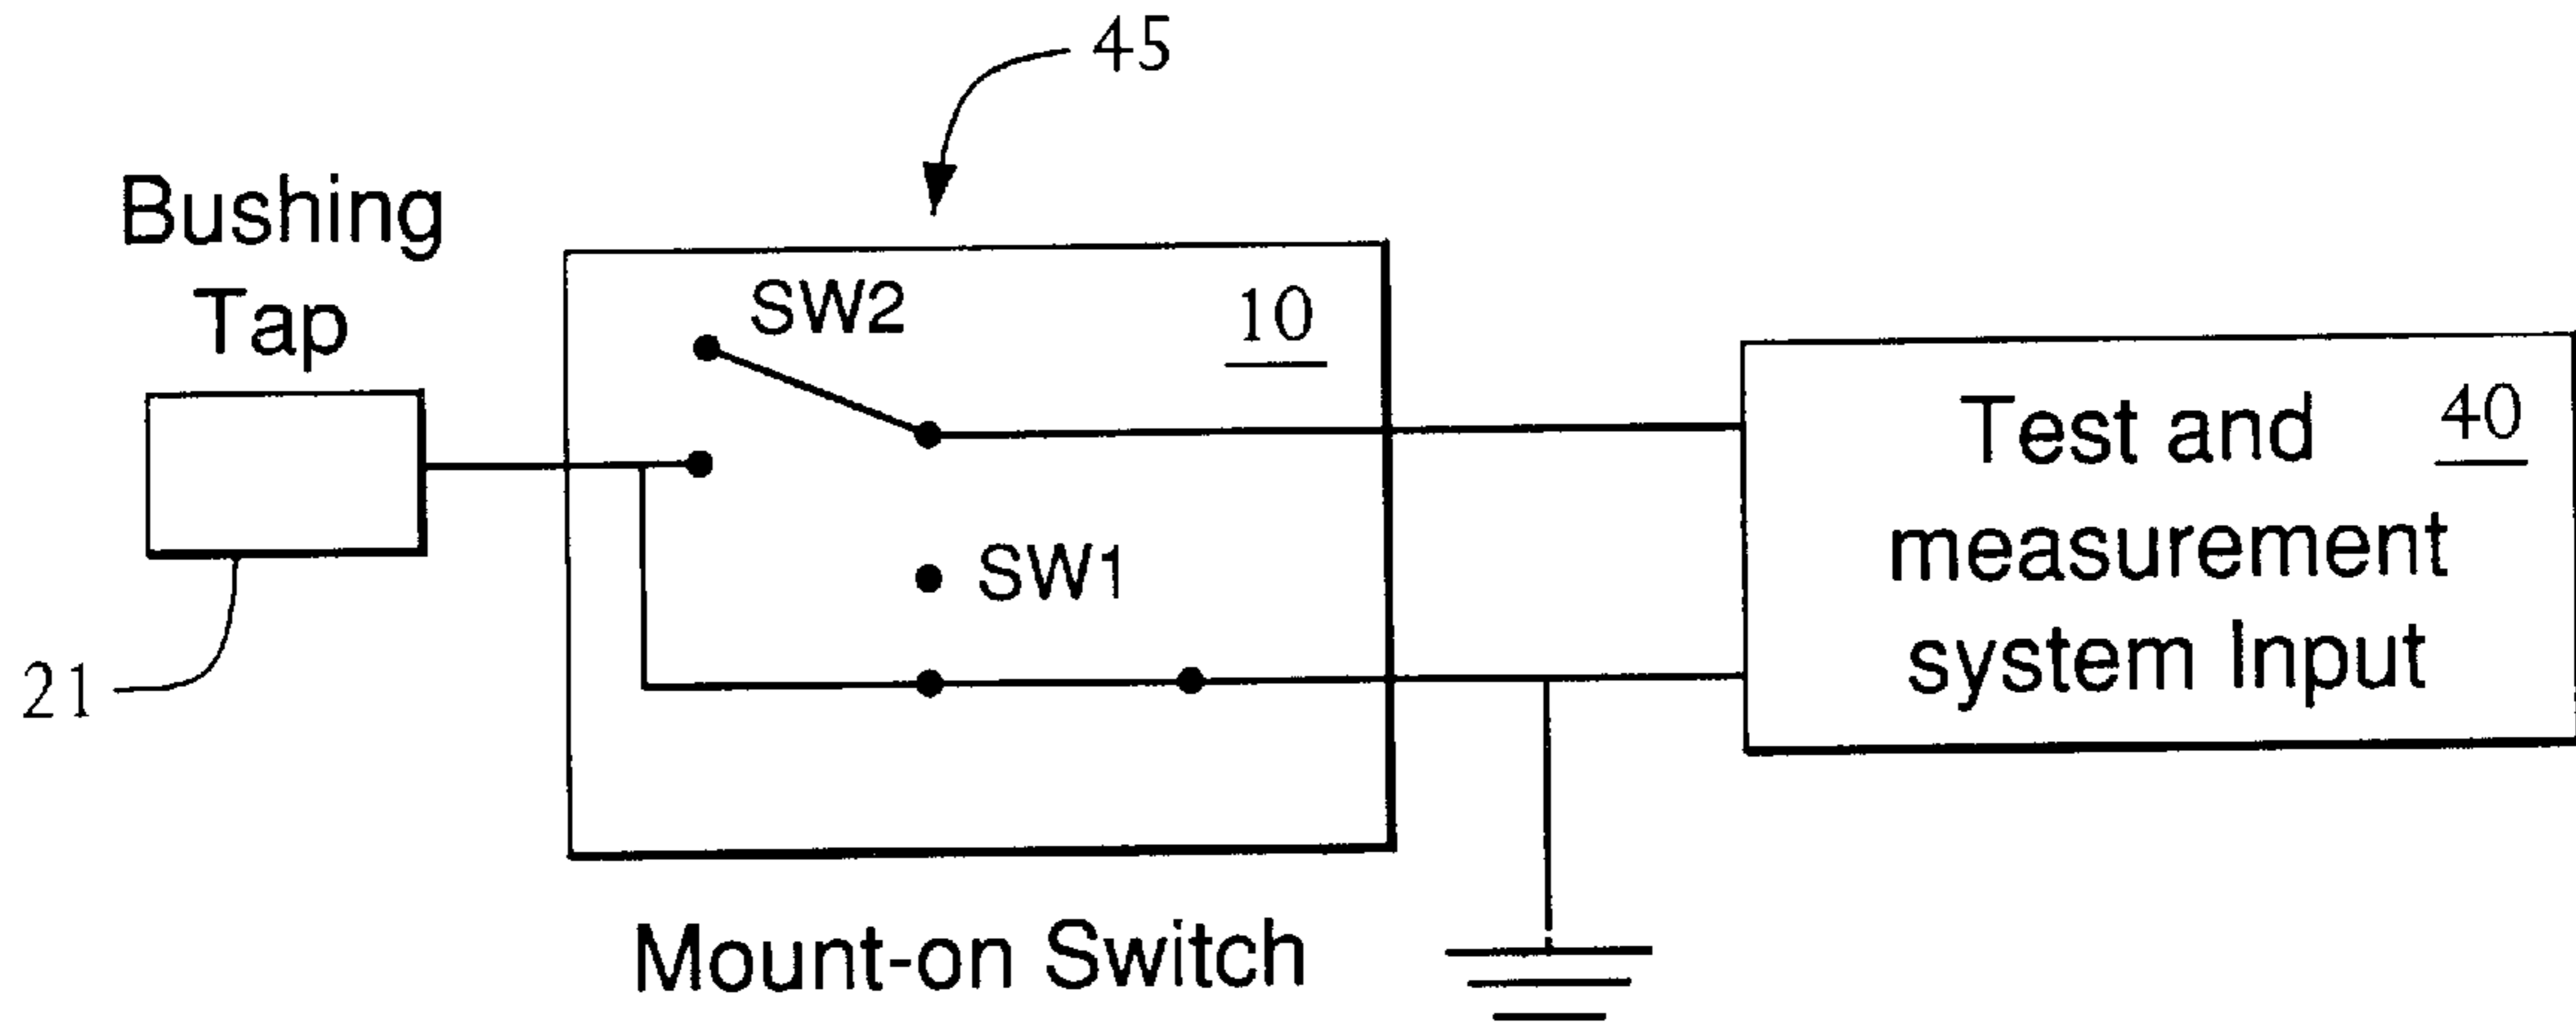 45
Bushing
Tap
SW2
10
Test and 40
measurement
system Input
SW1
21
Mount-on Switch